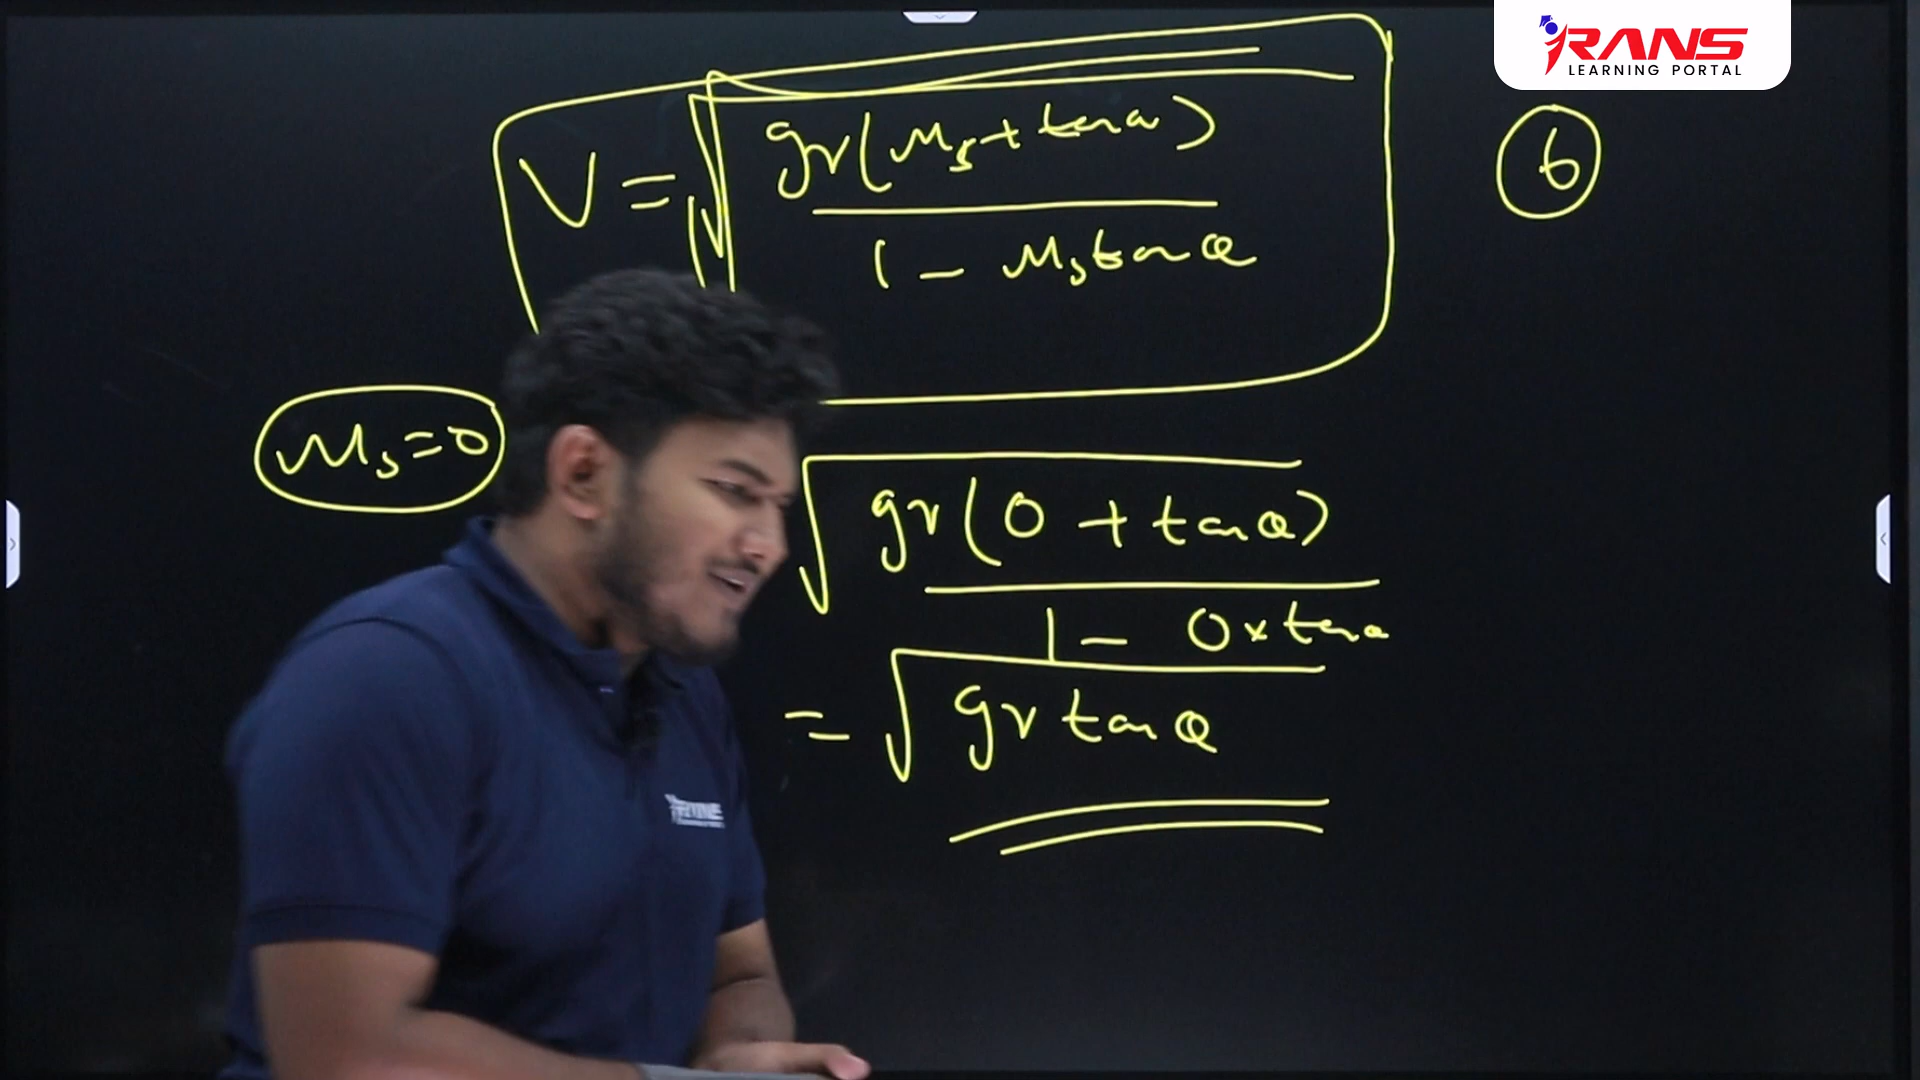 RANS
LEARNING PORTAL
V = √(gr(μs + tanθ) / (1 - μs tanθ))
6
μs = 0
√(gr(0 + tanθ) / (1 - 0 × tanθ))
= √(gr tanθ)